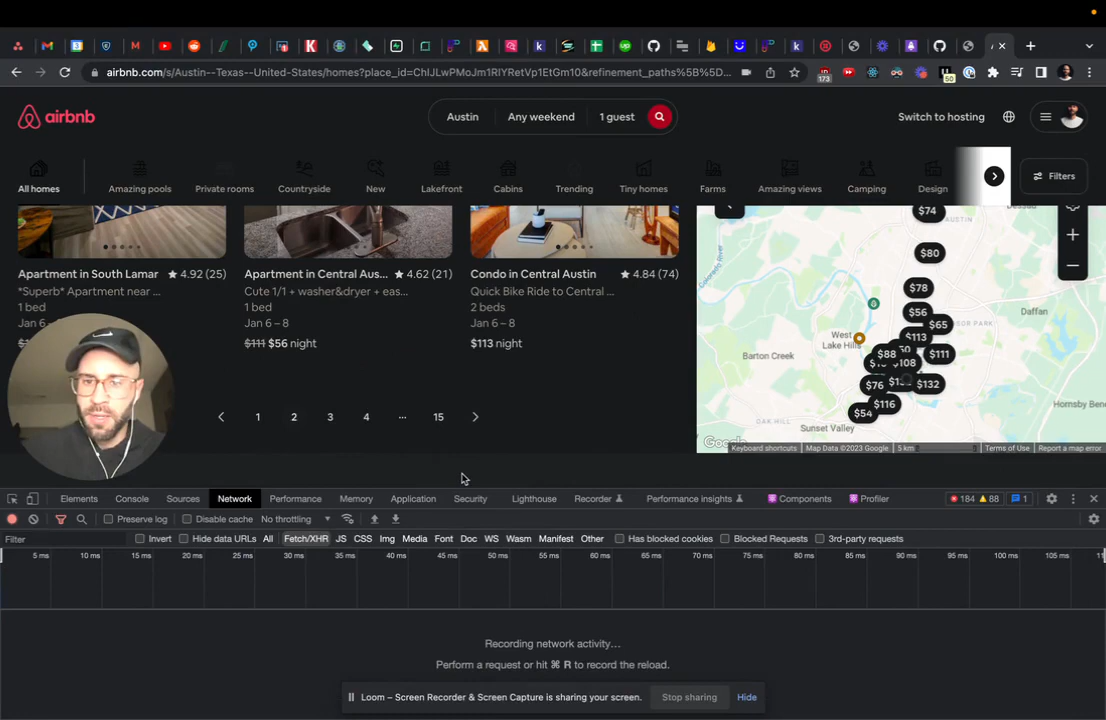 airbnb.com/s/Austin--Texas--United-States/homes?place_id=ChIJLwPMoJm1RIYRetVp1EtGm10&refinement_paths%5B%5D...
173
50
airbnb
Austin
Any weekend
1 guest
Switch to hosting
All homes
Amazing pools
Private rooms
Countryside
New
Lakefront
Cabins
Trending
Tiny homes
Farms
Amazing views
Camping
Design
Filters
Apartment in South Lamar
4.92 (25)
*Superb* Apartment near ...
1 bed
Jan 6 – 8
Apartment in Central Aus...
4.62 (21)
Cute 1/1 + washer&dryer + eas...
1 bed
Jan 6 – 8
$111 $56 night
Condo in Central Austin
4.84 (74)
Quick Bike Ride to Central ...
2 beds
Jan 6 – 8
$113 night
1 2 3 4 ... 15
$74
AUSTIN
$80
$78
$56
$65
$113
$88
$108
$111
$76
$132
$116
$54
Colorado River
West Lake Hills
Barton Creek
Daffan
Hornsby Benc
OAK HILL
Sunset Valley
Google
Keyboard shortcuts
Map Data ©2023 Google
5 km
Terms of Use
Report a map error
Elements
Console
Sources
Network
Performance
Memory
Application
Security
Lighthouse
Recorder
Performance insights
Components
Profiler
184
88
1
Preserve log
Disable cache
No throttling
Filter
Invert
Hide data URLs
All
Fetch/XHR
JS
CSS
Img
Media
Font
Doc
WS
Wasm
Manifest
Other
Has blocked cookies
Blocked Requests
3rd-party requests
5 ms
10 ms
15 ms
20 ms
25 ms
30 ms
35 ms
40 ms
45 ms
50 ms
55 ms
60 ms
65 ms
70 ms
75 ms
80 ms
85 ms
90 ms
95 ms
100 ms
105 ms
11
Recording network activity…
Perform a request or hit ⌘ R to record the reload.
Loom – Screen Recorder & Screen Capture is sharing your screen.
Stop sharing
Hide